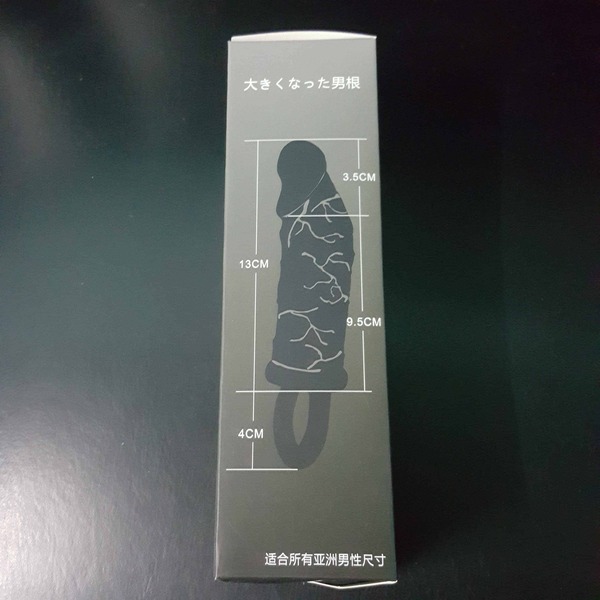 大きくなった男根
3.5CM
13CM
9.5CM
4CM
适合所有亚洲男性尺寸